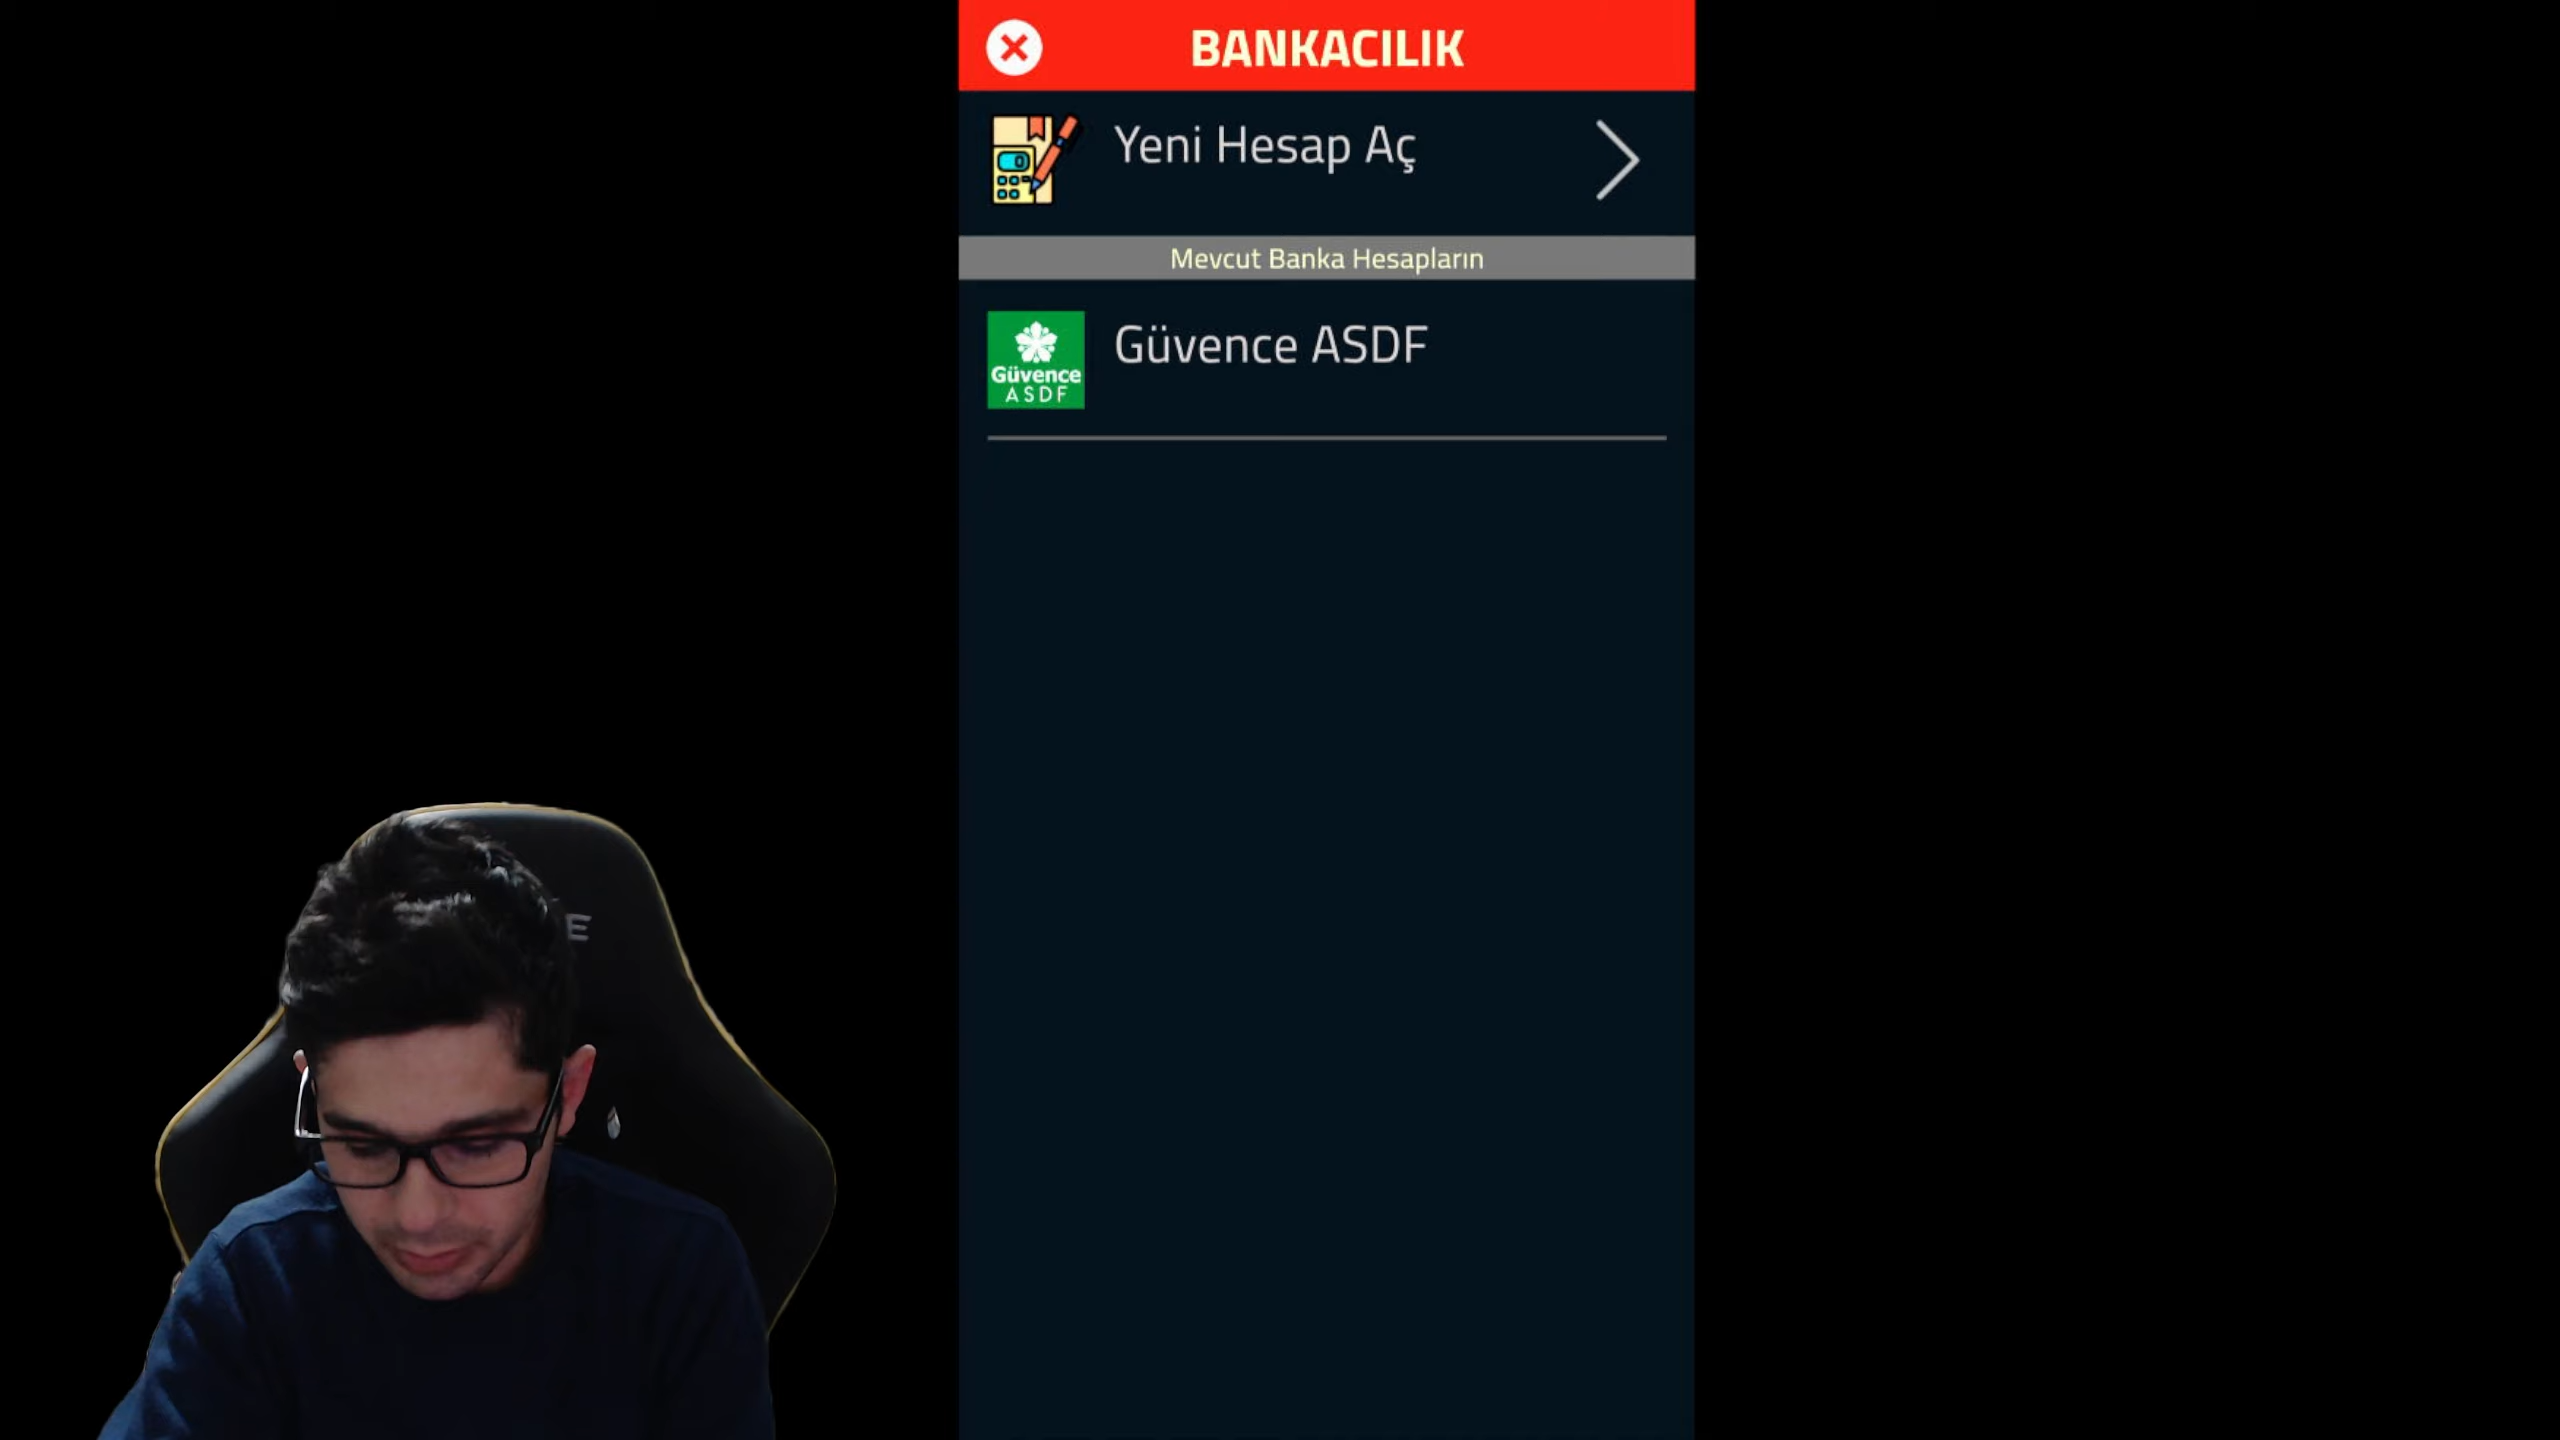 BANKACILIK
Yeni Hesap Aç
Mevcut Banka Hesapların
Güvence ASDF
Güvence
ASDF
E